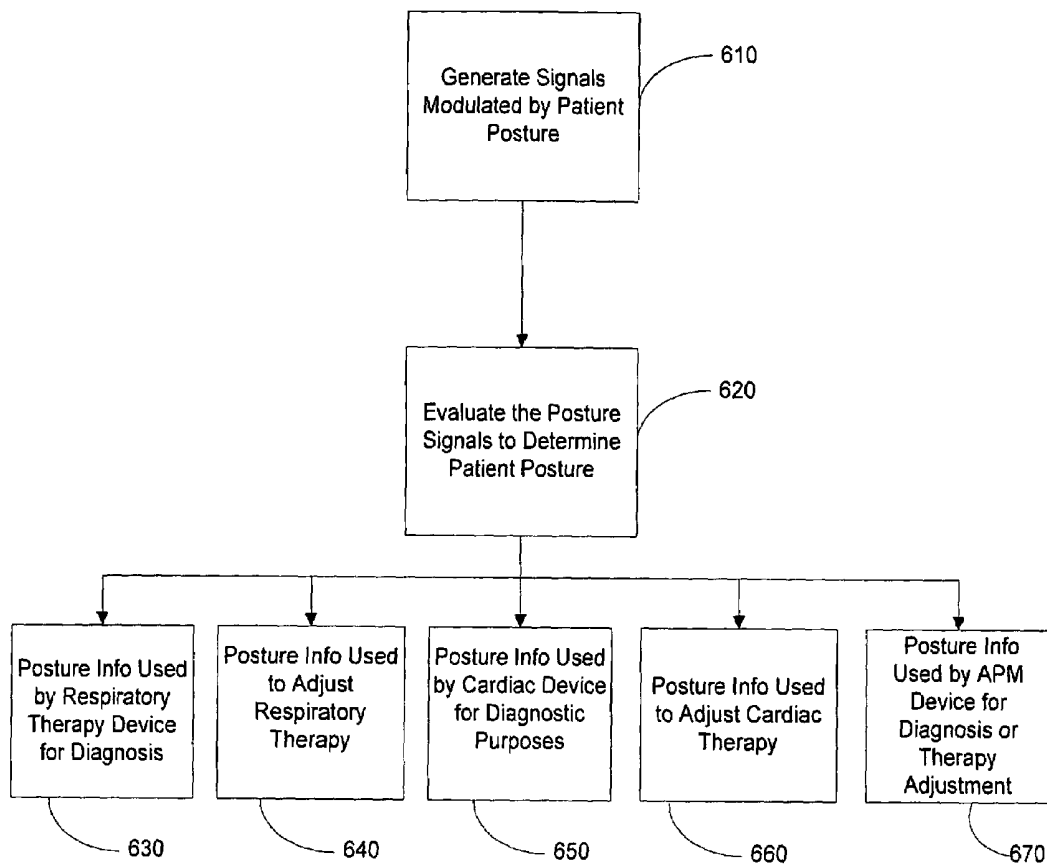 610
Generate Signals
Modulated by Patient
Posture
620
Evaluate the Posture
Signals to Determine
Patient Posture
Posture Info Used
by Respiratory
Therapy Device
for Diagnosis
Posture Info Used
to Adjust
Respiratory
Therapy
Posture Info Used
by Cardiac Device
for Diagnostic
Purposes
Posture Info Used
to Adjust Cardiac
Therapy
Posture Info
Used by APM
Device for
Diagnosis or
Therapy
Adjustment
630
640
650
660
670